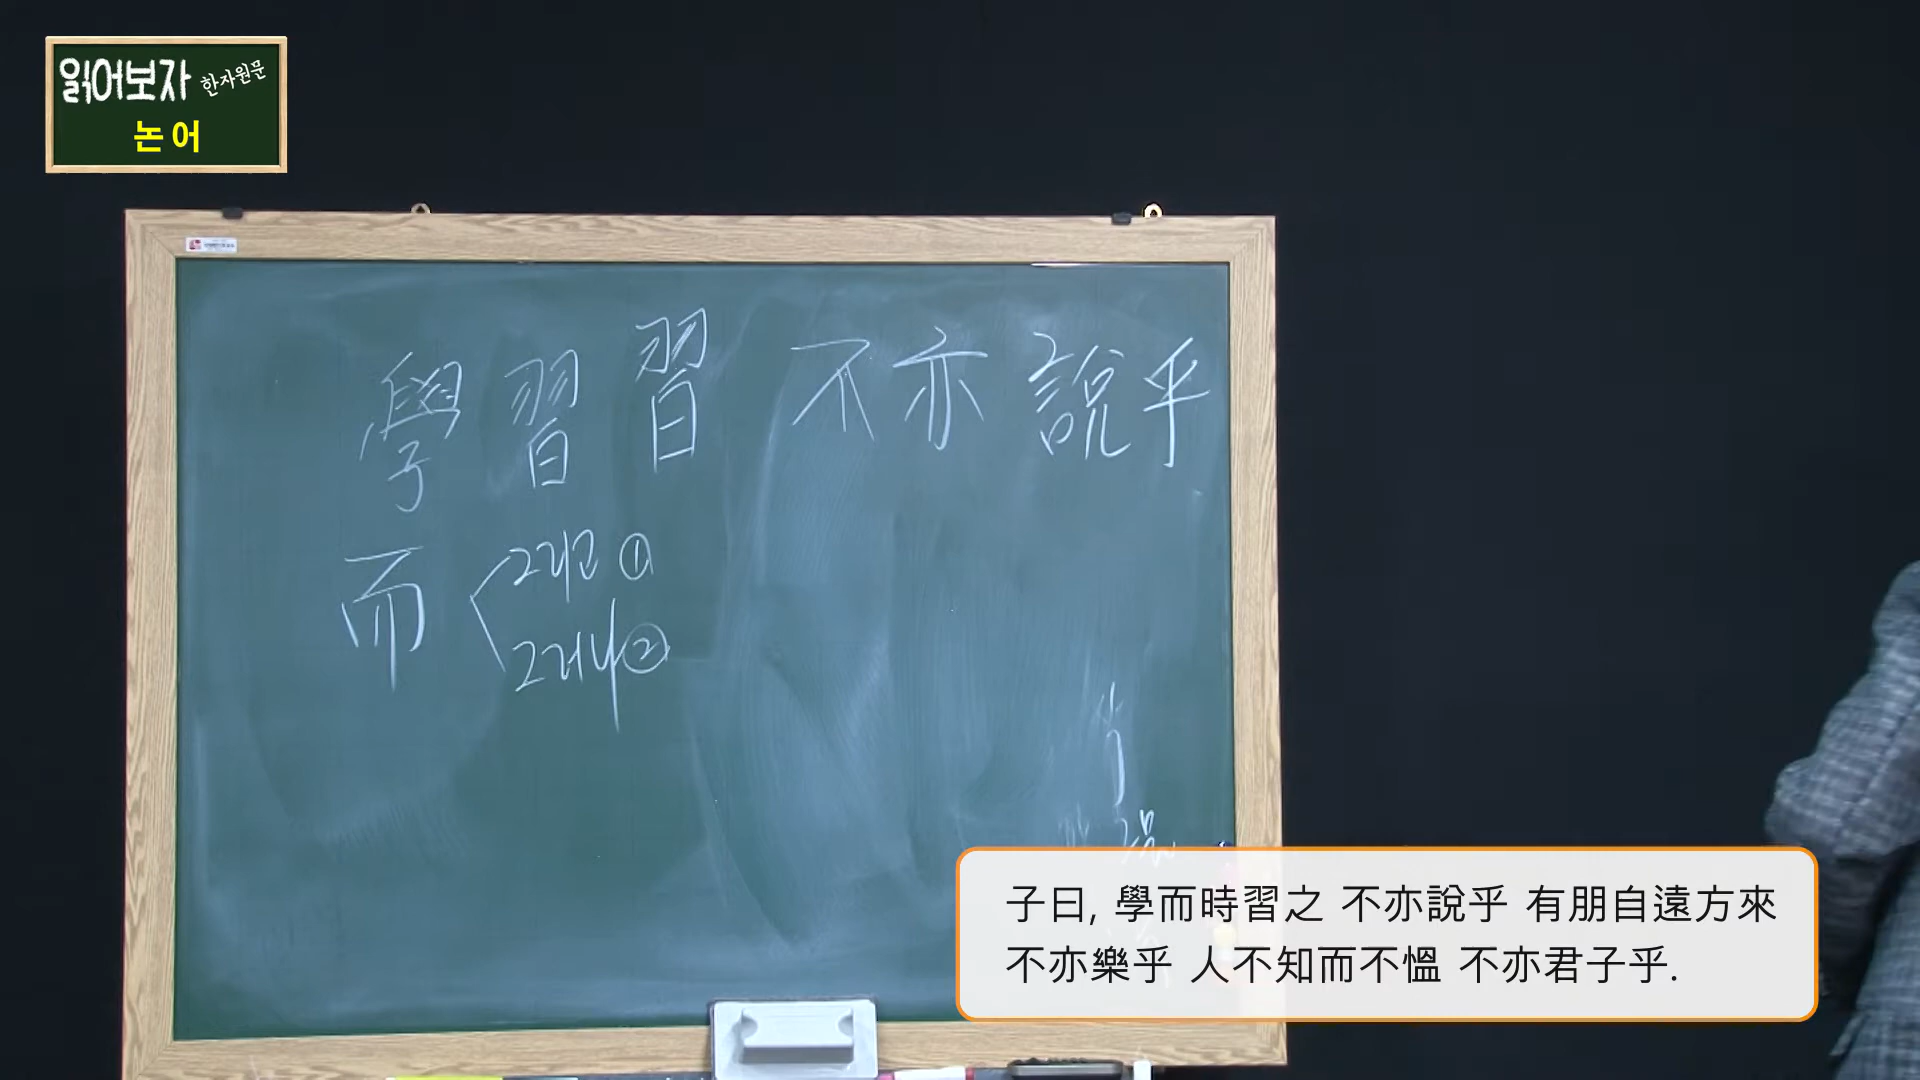 읽어보자 한자원문
논어
學 習 習 不 亦 說 乎
而 그리고 ①
그러나 ②
子曰, 學而時習之 不亦說乎 有朋自遠方來
不亦樂乎 人不知而不慍 不亦君子乎.